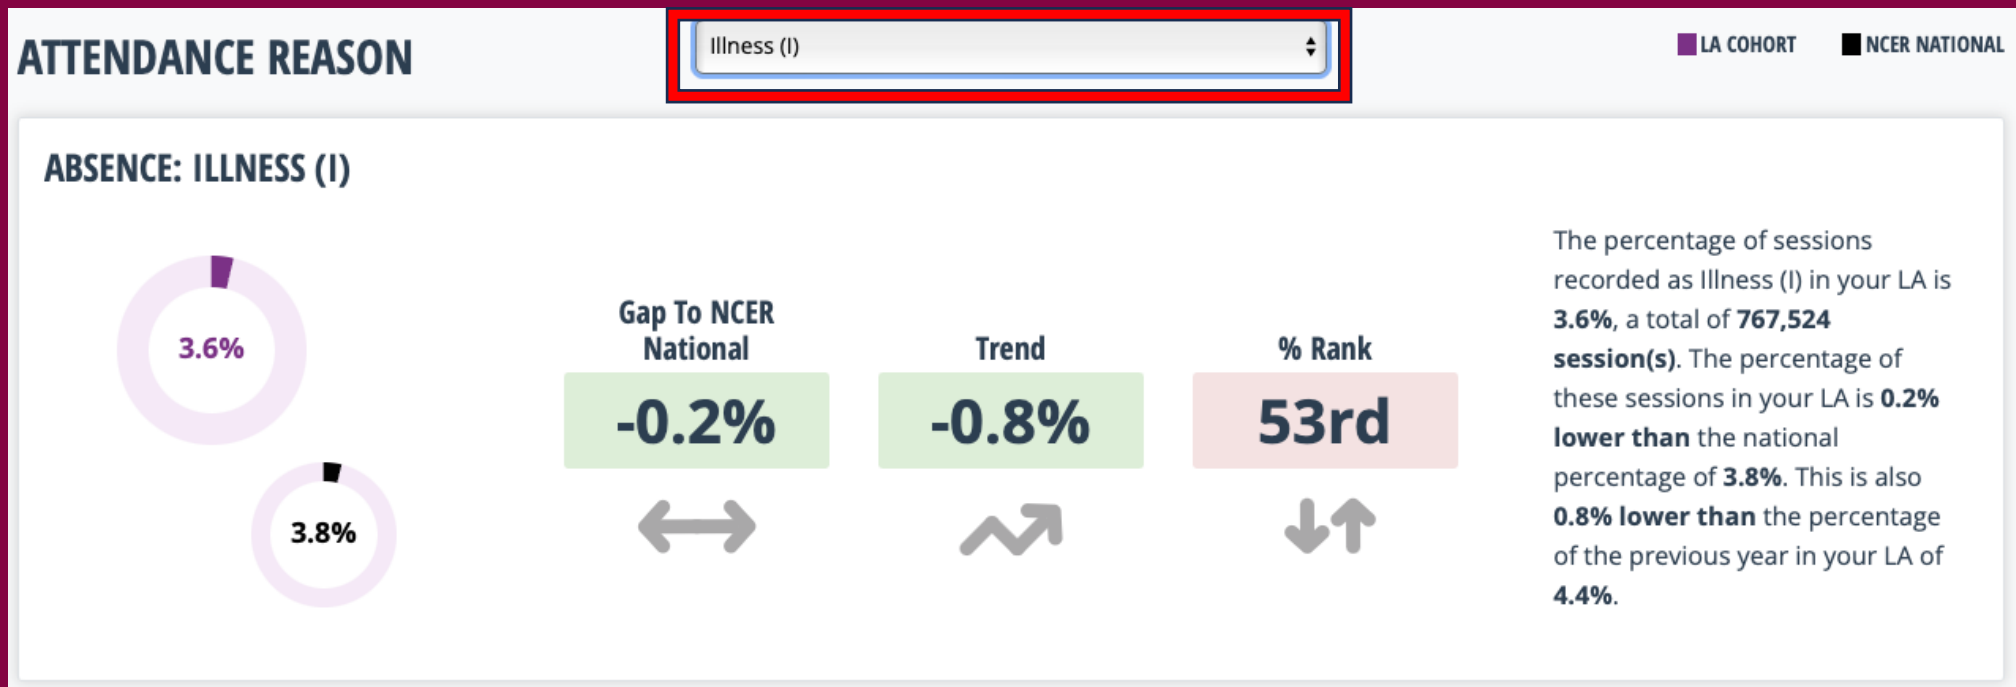 ATTENDANCE REASON
Illness (I)
LA COHORT
NCER NATIONAL
ABSENCE: ILLNESS (I)
3.6%
3.8%
Gap To NCER
National
-0.2%
Trend
-0.8%
% Rank
53rd
The percentage of sessions
recorded as Illness (I) in your LA is
3.6%, a total of 767,524
session(s). The percentage of
these sessions in your LA is 0.2%
lower than the national
percentage of 3.8%. This is also
0.8% lower than the percentage
of the previous year in your LA of
4.4%.